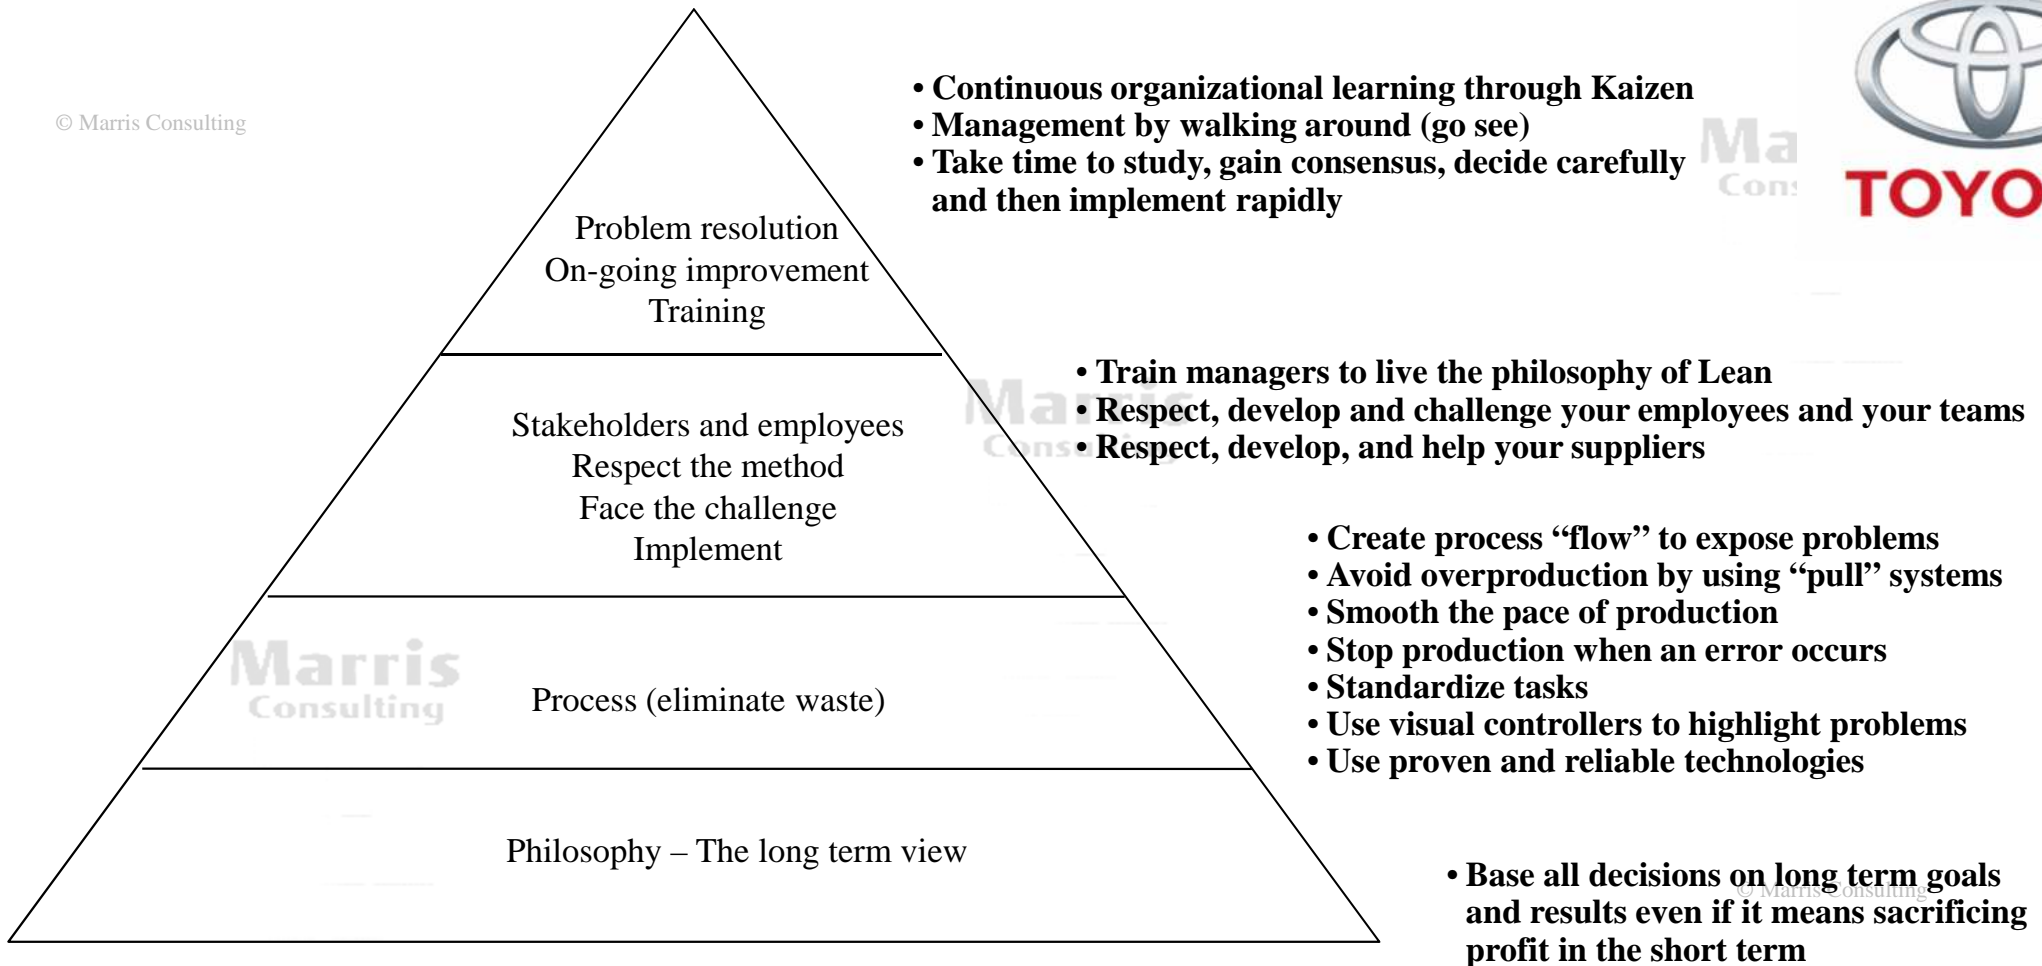 © Marris Consulting
• Continuous organizational learning through Kaizen
• Management by walking around (go see)
• Take time to study, gain consensus, decide carefully
and then implement rapidly
Ma
Cons
TOYO
Problem resolution
On-going improvement
Training
• Train managers to live the philosophy of Lean
• Respect, develop and challenge your employees and your teams
• Respect, develop, and help your suppliers
Marris
Consulting
Stakeholders and employees
Respect the method
Face the challenge
Implement
• Create process “flow” to expose problems
• Avoid overproduction by using “pull” systems
• Smooth the pace of production
• Stop production when an error occurs
• Standardize tasks
• Use visual controllers to highlight problems
• Use proven and reliable technologies
Marris
Consulting
Process (eliminate waste)
Philosophy – The long term view
• Base all decisions on long term goals
and results even if it means sacrificing
profit in the short term
© Marris Consulting